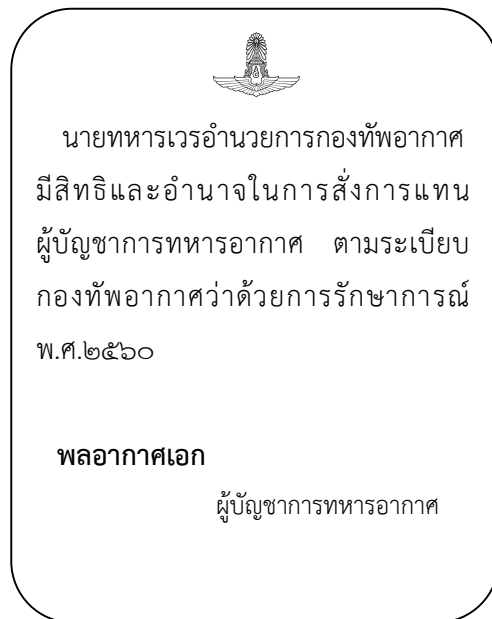 นายทหารเวรอำนวยการกองทัพอากาศ
มีสิทธิและอำนาจในการสั่งการแทน
ผู้บัญชาการทหารอากาศ ตามระเบียบ
กองทัพอากาศว่าด้วยการรักษาการณ์
พ.ศ.๒๕๖๐
พลอากาศเอก
ผู้บัญชาการทหารอากาศ